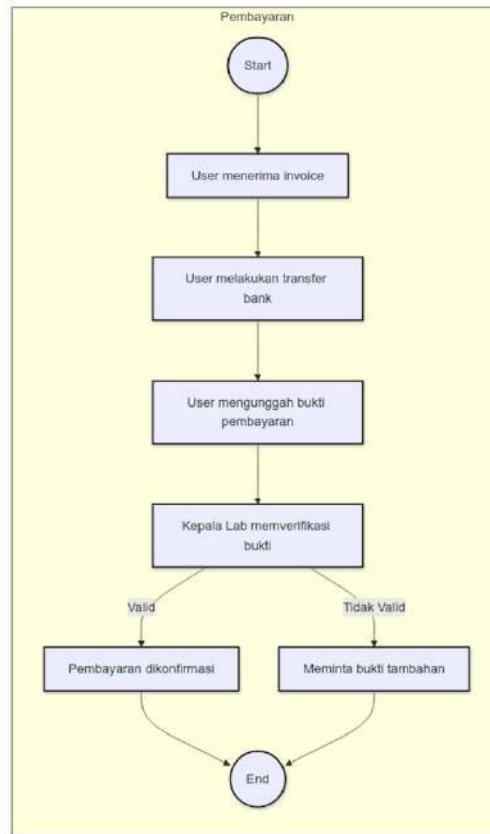 Pembayaran
Start
User menerima invoice
User melakukan transfer
bank
User mengunggah bukti
pembayaran
Kepala Lab memverifikasi
bukti
Valid
Tidak Valid
Pembayaran dikonfirmasi
Meminta bukti tambahan
End